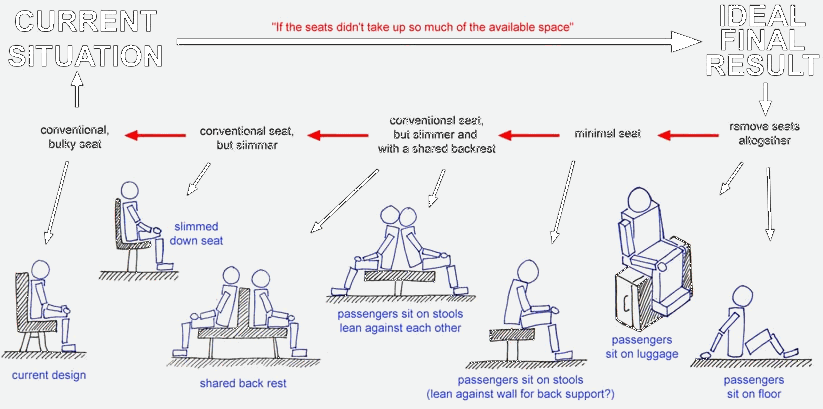 CURRENT
SITUATION
"If the seats didn't take up so much of the available space"
IDEAL
FINAL
RESULT
conventional,
bulky seat
conventional seat,
but slimmar
conventional seat,
but slimmer and
with a shared backrest
minimal seat
remove seats
altogether
slimmed
down seat
current design
shared back rest
passengers sit on stools
lean against each other
passengers sit on stools
(lean against wall for back support?)
passengers
sit on luggage
passengers
sit on floor